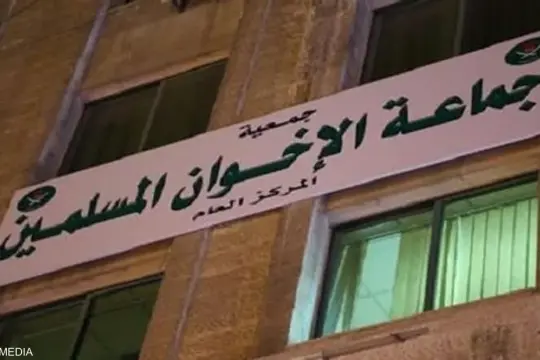 جمعية
جماعة الإخوان المسلمين
المركز العام
MEDIA